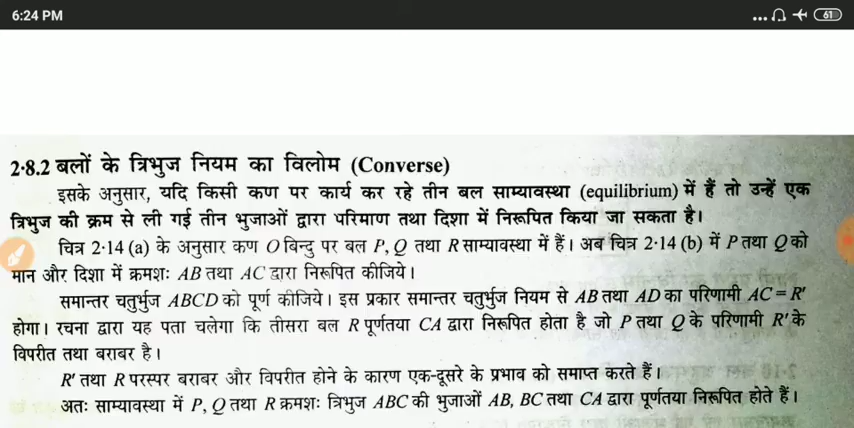 6:24 PM
61
2·8.2 बलों के त्रिभुज नियम का विलोम (Converse)
इसके अनुसार, यदि किसी कण पर कार्य कर रहे तीन बल साम्यावस्था (equilibrium) में हैं तो उन्हें एक
त्रिभुज की क्रम से ली गई तीन भुजाओं द्वारा परिमाण तथा दिशा में निरूपित किया जा सकता है।
चित्र 2·14 (a) के अनुसार कण O बिन्दु पर बल P, Q तथा R साम्यावस्था में हैं। अब चित्र 2·14 (b) में P तथा Q को
मान और दिशा में क्रमशः AB तथा AC द्वारा निरूपित कीजिये।
समान्तर चतुर्भुज ABCD को पूर्ण कीजिये। इस प्रकार समान्तर चतुर्भुज नियम से AB तथा AD का परिणामी AC = R′
होगा। रचना द्वारा यह पता चलेगा कि तीसरा बल R पूर्णतया CA द्वारा निरूपित होता है जो P तथा Q के परिणामी R′ के
विपरीत तथा बराबर है।
R′ तथा R परस्पर बराबर और विपरीत होने के कारण एक-दूसरे के प्रभाव को समाप्त करते हैं।
अतः साम्यावस्था में P, Q तथा R क्रमशः त्रिभुज ABC की भुजाओं AB, BC तथा CA द्वारा पूर्णतया निरूपित होते हैं।